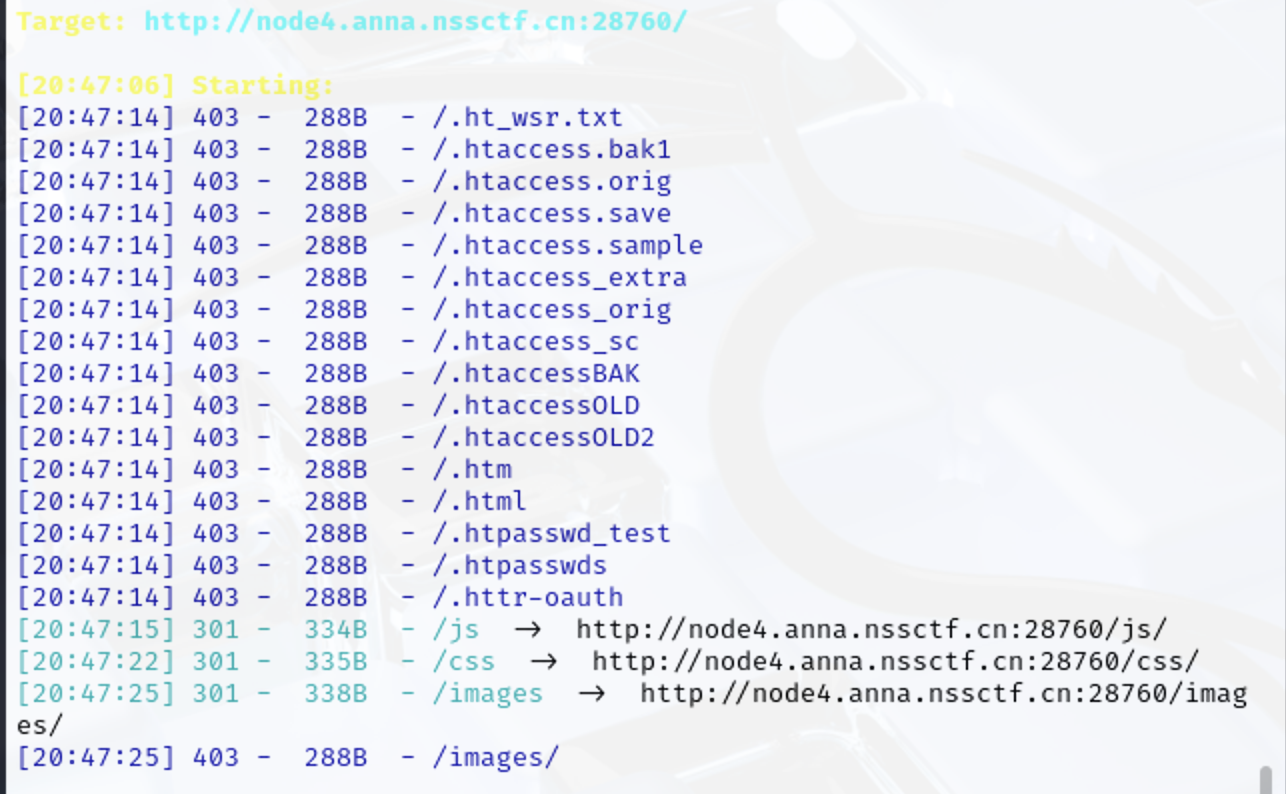 Target: http://node4.anna.nssctf.cn:28760/
[20:47:06] Starting:
[20:47:14] 403 -  288B  - /.ht_wsr.txt
[20:47:14] 403 -  288B  - /.htaccess.bak1
[20:47:14] 403 -  288B  - /.htaccess.orig
[20:47:14] 403 -  288B  - /.htaccess.save
[20:47:14] 403 -  288B  - /.htaccess.sample
[20:47:14] 403 -  288B  - /.htaccess_extra
[20:47:14] 403 -  288B  - /.htaccess_orig
[20:47:14] 403 -  288B  - /.htaccess_sc
[20:47:14] 403 -  288B  - /.htaccessBAK
[20:47:14] 403 -  288B  - /.htaccessOLD
[20:47:14] 403 -  288B  - /.htaccessOLD2
[20:47:14] 403 -  288B  - /.htm
[20:47:14] 403 -  288B  - /.html
[20:47:14] 403 -  288B  - /.htpasswd_test
[20:47:14] 403 -  288B  - /.htpasswds
[20:47:14] 403 -  288B  - /.httr-oauth
[20:47:15] 301 -  334B  - /js  →  http://node4.anna.nssctf.cn:28760/js/
[20:47:22] 301 -  335B  - /css  →  http://node4.anna.nssctf.cn:28760/css/
[20:47:25] 301 -  338B  - /images  →  http://node4.anna.nssctf.cn:28760/imag
es/
[20:47:25] 403 -  288B  - /images/